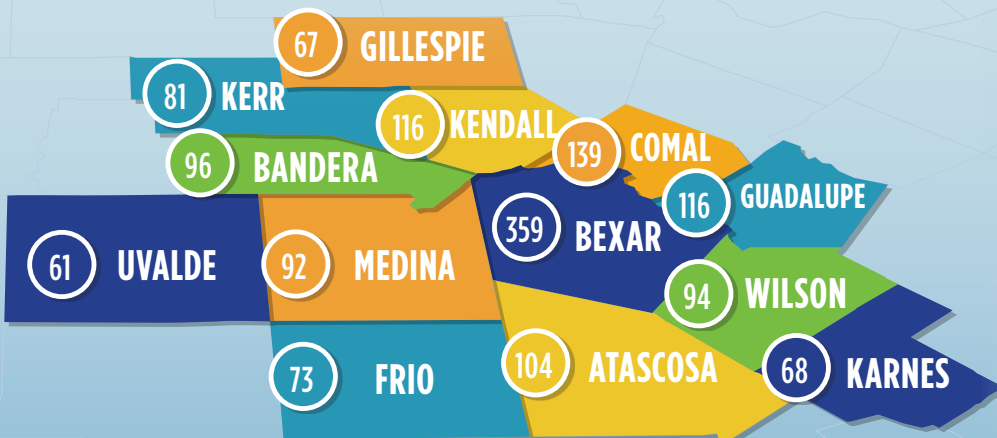 67 GILLESPIE
81 KERR
116 KENDALL
139 COMAL
96 BANDERA
116 GUADALUPE
359 BEXAR
61 UVALDE
92 MEDINA
94 WILSON
73 FRIO
104 ATASCOSA
68 KARNES